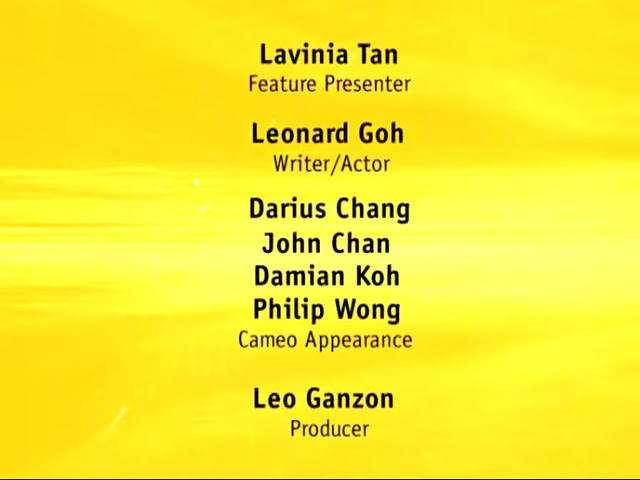 Lavinia Tan
Feature Presenter
Leonard Goh
Writer/Actor
Darius Chang
John Chan
Damian Koh
Philip Wong
Cameo Appearance
Leo Ganzon
Producer